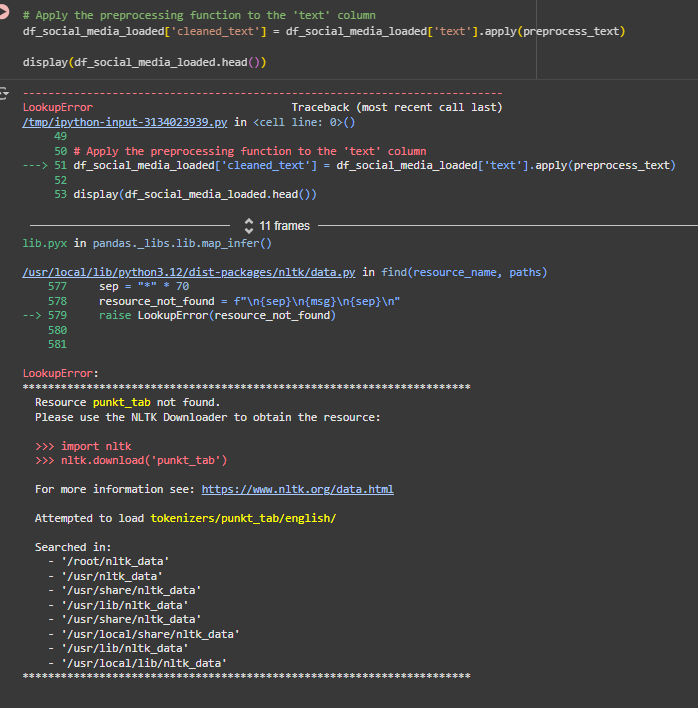 # Apply the preprocessing function to the 'text' column
df_social_media_loaded['cleaned_text'] = df_social_media_loaded['text'].apply(preprocess_text)
display(df_social_media_loaded.head())
---------------------------------------------------------------------------
LookupError                               Traceback (most recent call last)
/tmp/ipython-input-3134023939.py in <cell line: 0>()
     49
     50 # Apply the preprocessing function to the 'text' column
---> 51 df_social_media_loaded['cleaned_text'] = df_social_media_loaded['text'].apply(preprocess_text)
     52
     53 display(df_social_media_loaded.head())
11 frames
lib.pyx in pandas._libs.lib.map_infer()
/usr/local/lib/python3.12/dist-packages/nltk/data.py in find(resource_name, paths)
    577     sep = "*" * 70
    578     resource_not_found = f"\n{sep}\n{msg}\n{sep}\n"
--> 579     raise LookupError(resource_not_found)
    580
    581
LookupError:
**********************************************************************
  Resource punkt_tab not found.
  Please use the NLTK Downloader to obtain the resource:
  >>> import nltk
  >>> nltk.download('punkt_tab')
  For more information see: https://www.nltk.org/data.html
  Attempted to load tokenizers/punkt_tab/english/
  Searched in:
    - '/root/nltk_data'
    - '/usr/nltk_data'
    - '/usr/share/nltk_data'
    - '/usr/lib/nltk_data'
    - '/usr/share/nltk_data'
    - '/usr/local/share/nltk_data'
    - '/usr/lib/nltk_data'
    - '/usr/local/lib/nltk_data'
**********************************************************************